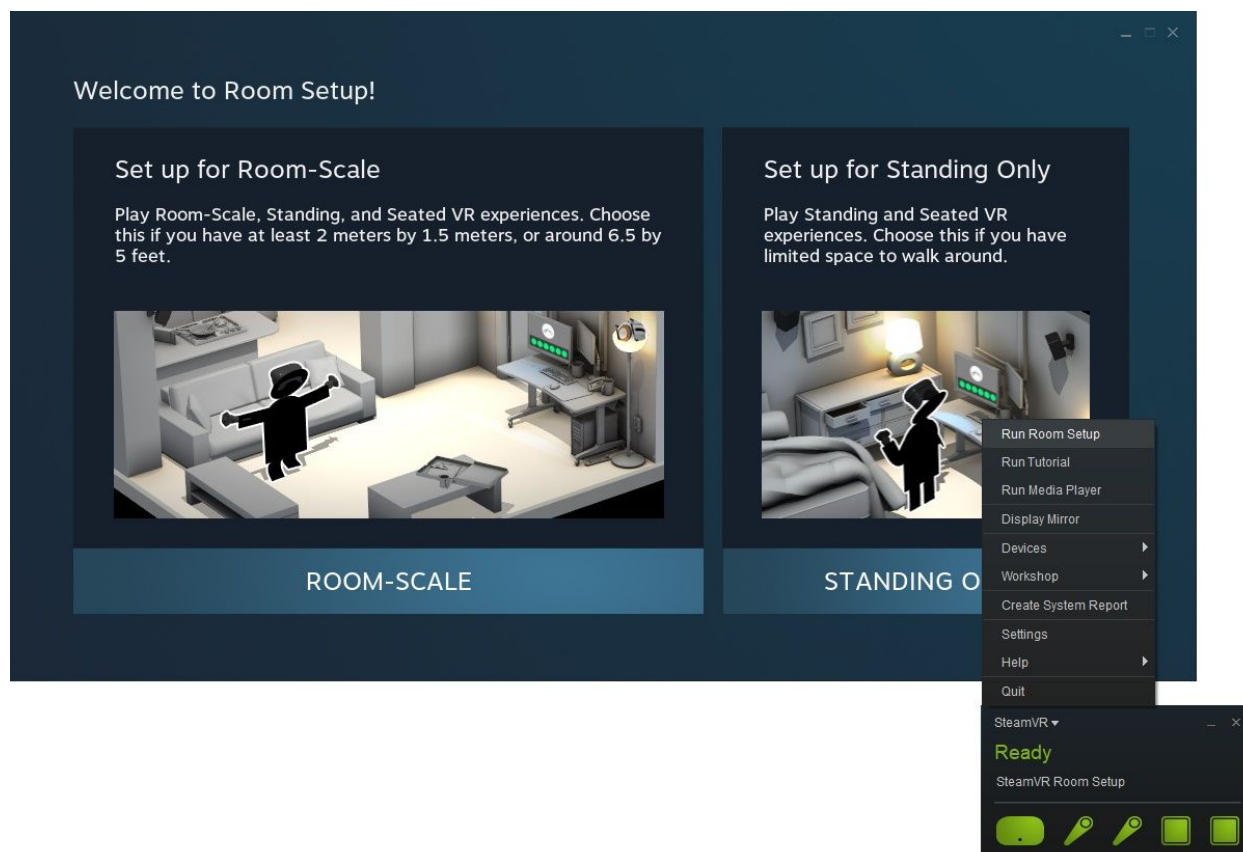 Welcome to Room Setup!
Set up for Room-Scale
Play Room-Scale, Standing, and Seated VR experiences. Choose
this if you have at least 2 meters by 1.5 meters, or around 6.5 by
5 feet.
ROOM-SCALE
Set up for Standing Only
Play Standing and Seated VR
experiences. Choose this if you have
limited space to walk around.
STANDING O
Run Room Setup
Run Tutorial
Run Media Player
Display Mirror
Devices
Workshop
Create System Report
Settings
Help
Quit
SteamVR
Ready
SteamVR Room Setup